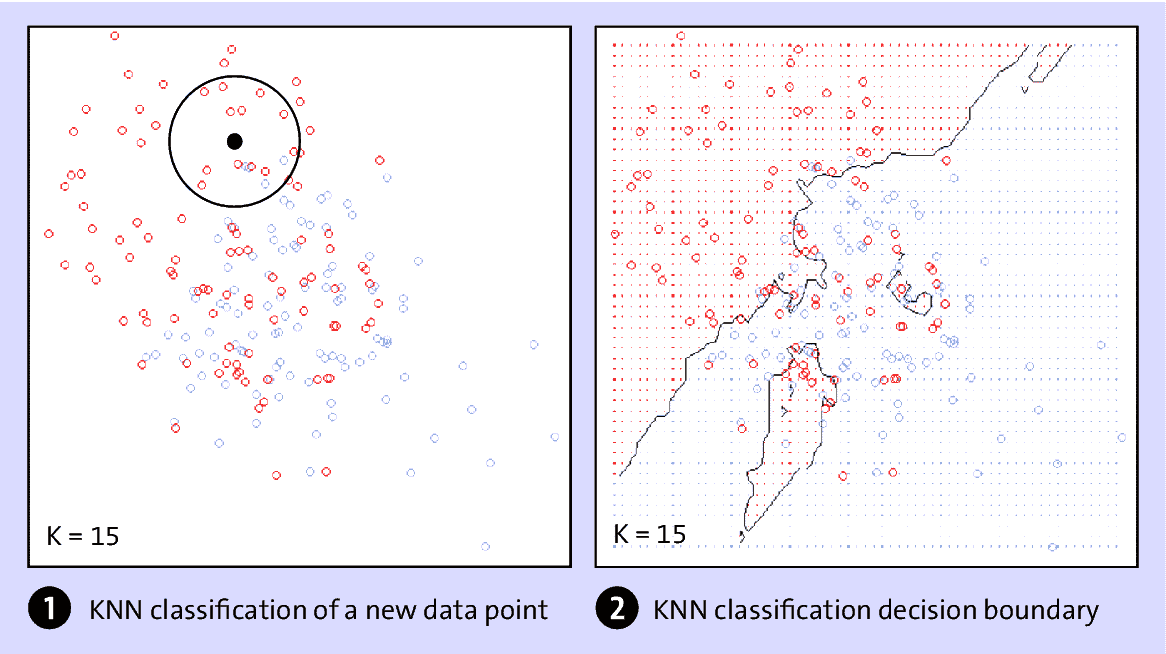 K = 15
K = 15
1 KNN classification of a new data point
2 KNN classification decision boundary